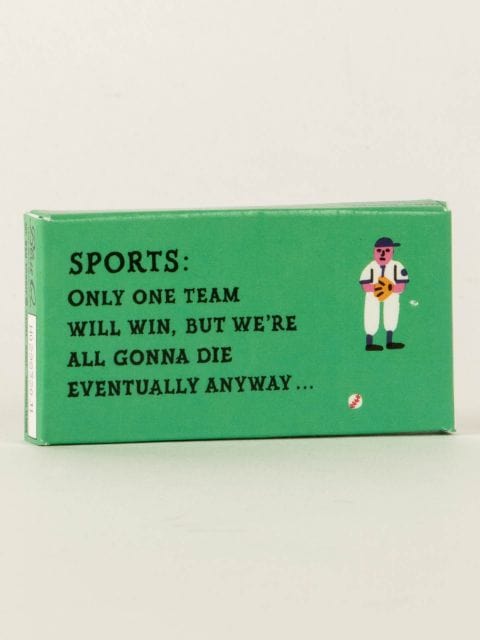 SPORTS:
ONLY ONE TEAM
WILL WIN, BUT WE'RE
ALL GONNA DIE
EVENTUALLY ANYWAY...